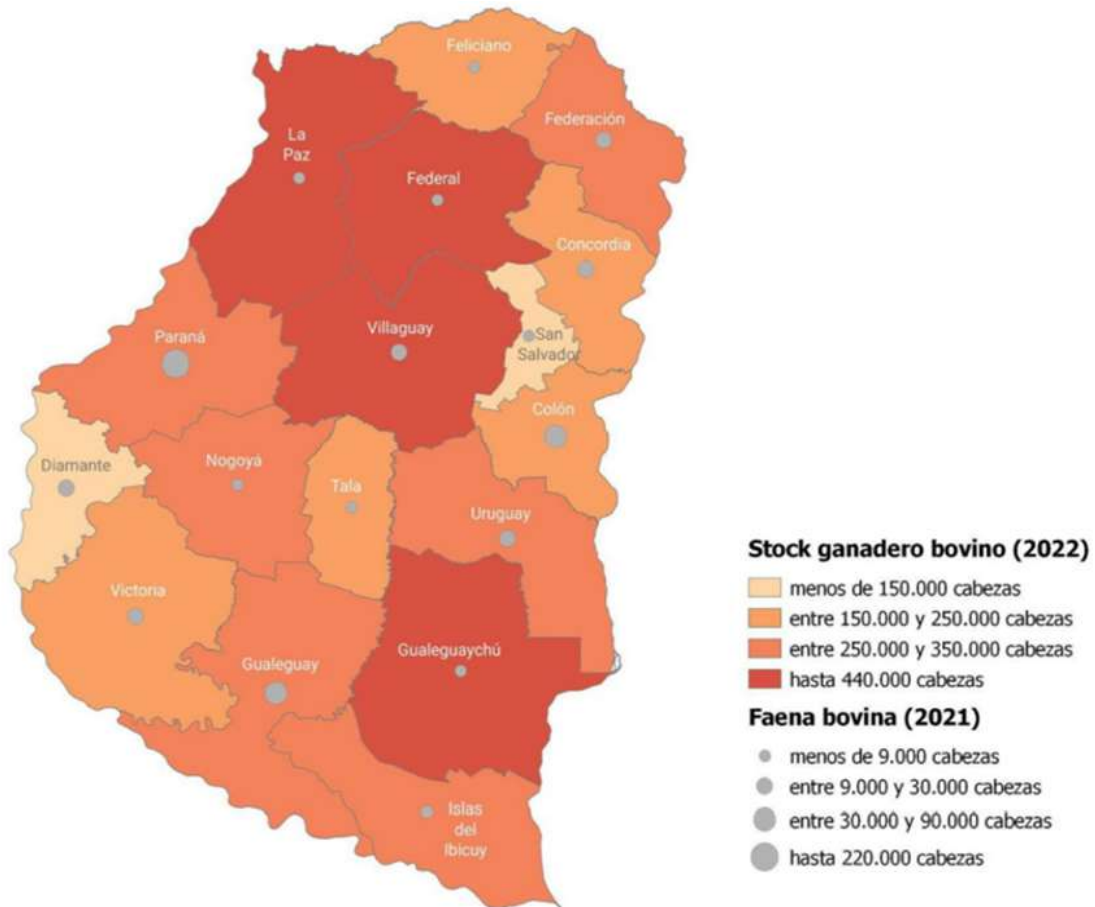 Feliciano
Federación
La
Paz
Federal
Concordia
Villaguay
San
Salvador
Paraná
Colón
Diamante
Nogoyá
Tala
Uruguay
Victoria
Gualeguay
Gualeguaychú
Islas
del
Ibicuy
Stock ganadero bovino (2022)
menos de 150.000 cabezas
entre 150.000 y 250.000 cabezas
entre 250.000 y 350.000 cabezas
hasta 440.000 cabezas
Faena bovina (2021)
menos de 9.000 cabezas
entre 9.000 y 30.000 cabezas
entre 30.000 y 90.000 cabezas
hasta 220.000 cabezas